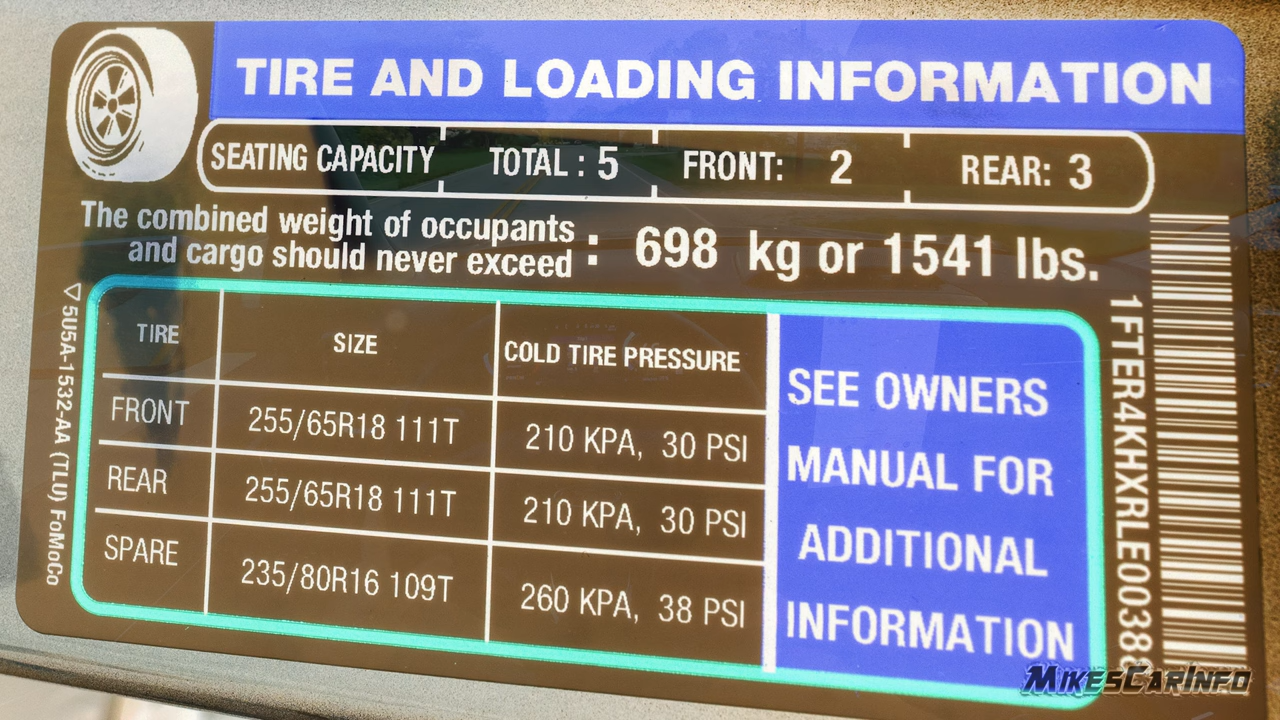 TIRE AND LOADING INFORMATION
SEATING CAPACITY TOTAL : 5 FRONT: 2 REAR: 3
The combined weight of occupants
and cargo should never exceed : 698 kg or 1541 lbs.
TIRE SIZE COLD TIRE PRESSURE
FRONT 255/65R18 111T 210 KPA, 30 PSI
REAR 255/65R18 111T 210 KPA, 30 PSI
SPARE 235/80R16 109T 260 KPA, 38 PSI
SEE OWNERS
MANUAL FOR
ADDITIONAL
INFORMATION
5U5A-1532-AA (TLU) FoMoCo
MIKESCARINFO